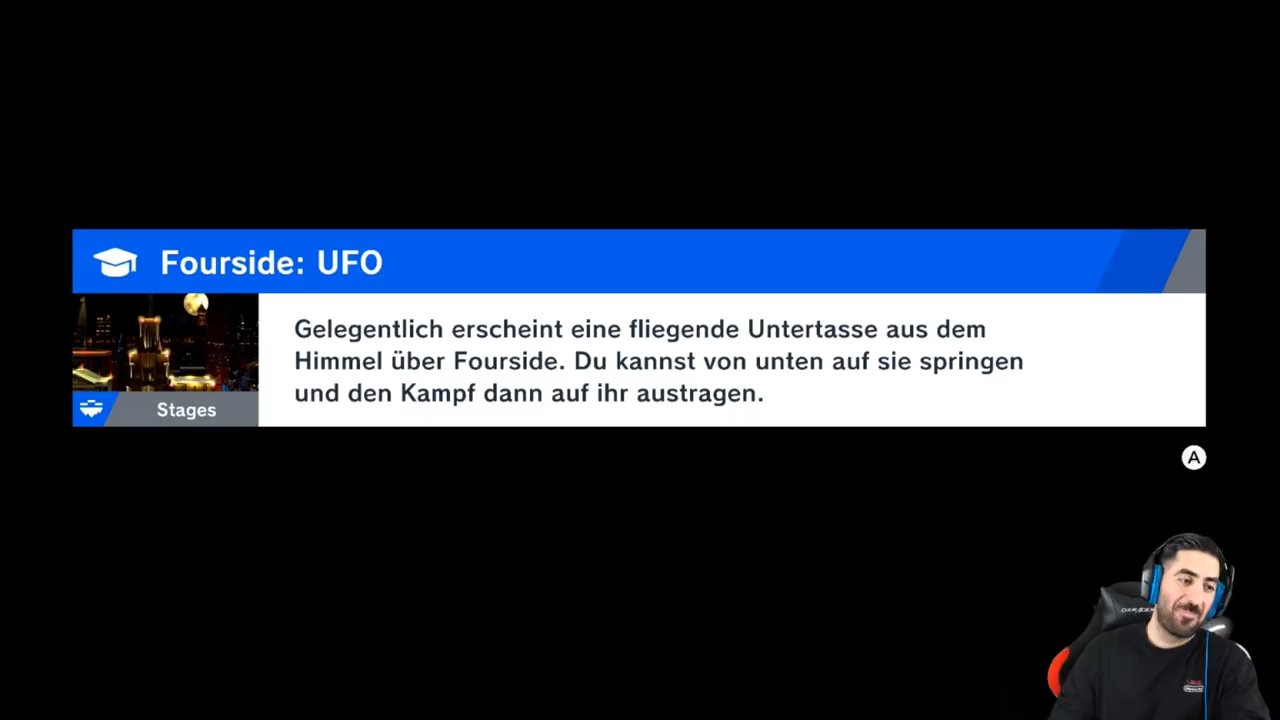 Fourside: UFO
Gelegentlich erscheint eine fliegende Untertasse aus dem
Himmel über Fourside. Du kannst von unten auf sie springen
und den Kampf dann auf ihr austragen.
Stages
A